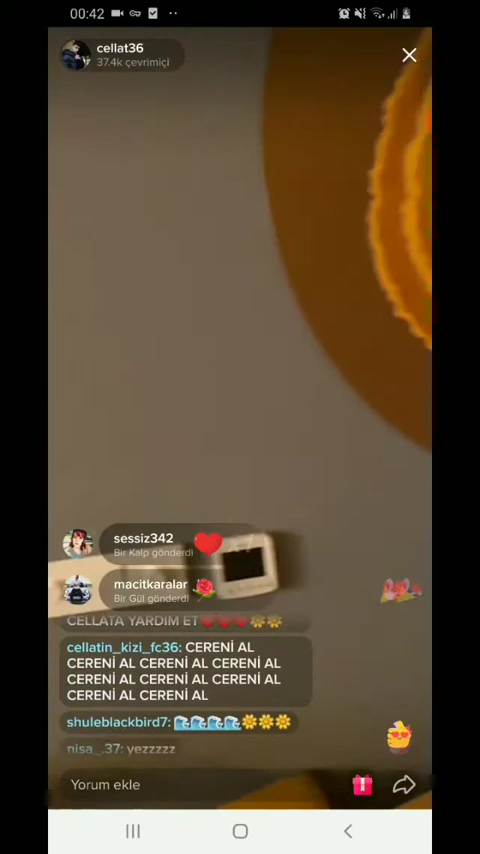 00:42
cellat36
37.4k çevrimiçi
sessiz342
Bir Kalp gönderdi
macitkaralar
Bir Gül gönderdi
CELLATA YARDIM ET❤️❤️❤️🌼🌼
cellatin_kizi_fc36: CERENİ AL
CERENİ AL CERENİ AL CERENİ AL
CERENİ AL CERENİ AL CERENİ AL
CERENİ AL CERENİ AL
shuleblackbird7: 🌊🌊🌊🌊🌼🌼🌼
nisa_.37: yezzzzz
Yorum ekle